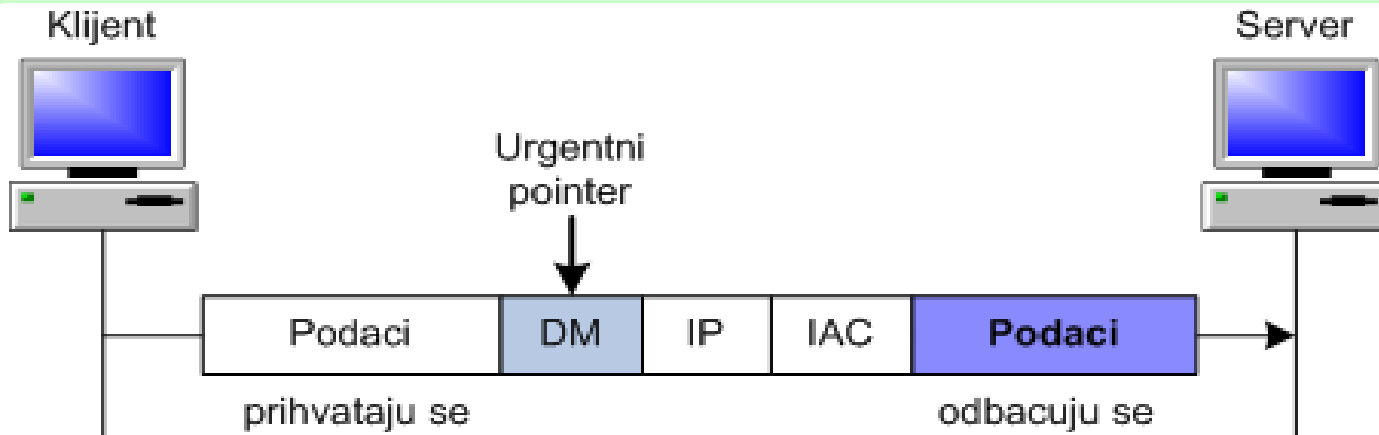 Klijent
Server
Urgentni
pointer
Podaci DM IP IAC Podaci
prihvataju se
odbacuju se